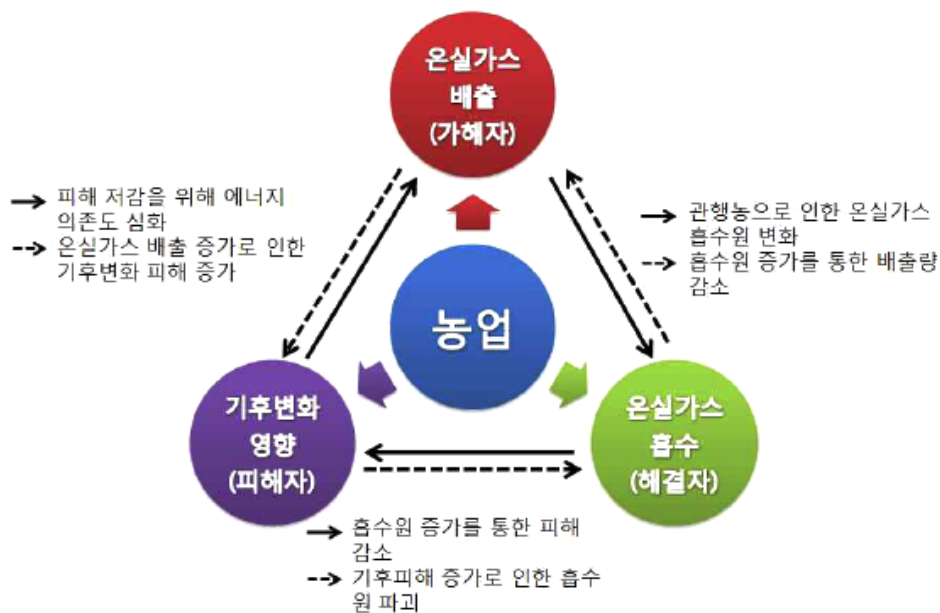 온실가스
배출
(가해자)
피해 저감을 위해 에너지
의존도 심화
온실가스 배출 증가로 인한
기후변화 피해 증가
관행농으로 인한 온실가스
흡수원 변화
흡수원 증가를 통한 배출량
감소
농업
기후변화
영향
(피해자)
온실가스
흡수
(해결자)
흡수원 증가를 통한 피해
감소
기후피해 증가로 인한 흡수
원 파괴